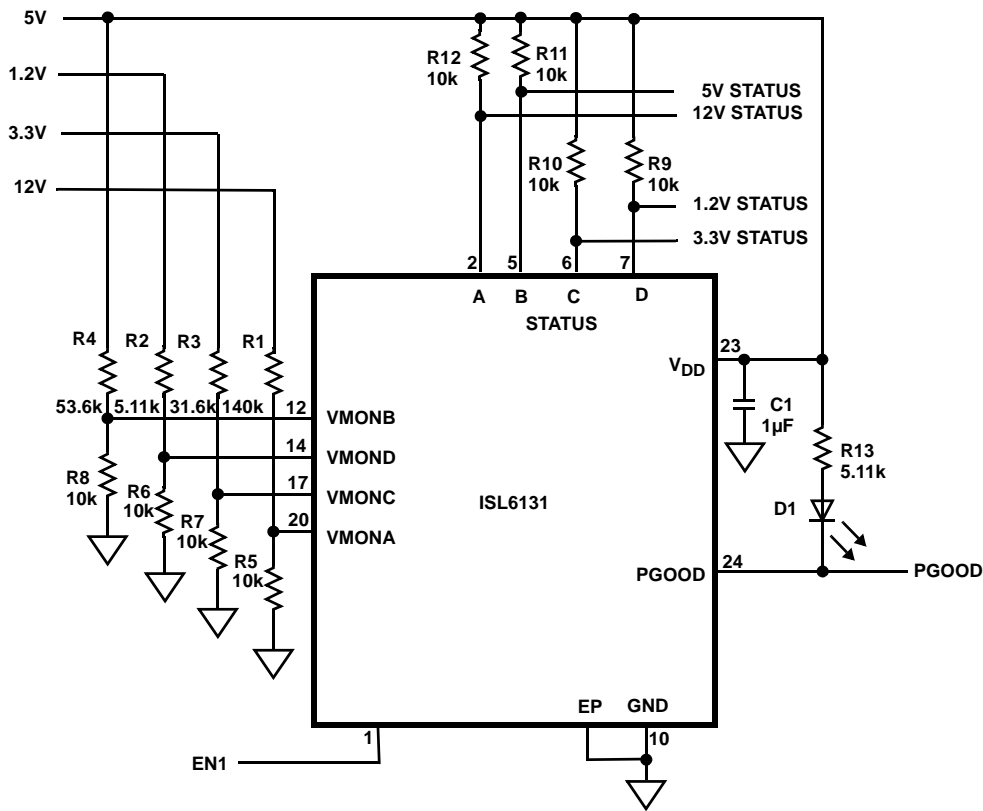 5V
1.2V
3.3V
12V
R12
10k
R11
10k
R10
10k
R9
10k
5V STATUS
12V STATUS
1.2V STATUS
3.3V STATUS
2
5
6
7
A
B
C
D
STATUS
R4
R2
R3
R1
53.6k
5.11k
31.6k
140k
R8
10k
R6
10k
R7
10k
R5
10k
12
14
17
20
VMONB
VMOND
VMONC
VMONA
ISL6131
23
VDD
C1
1µF
R13
5.11k
D1
24
PGOOD
PGOOD
EP
GND
1
10
EN1